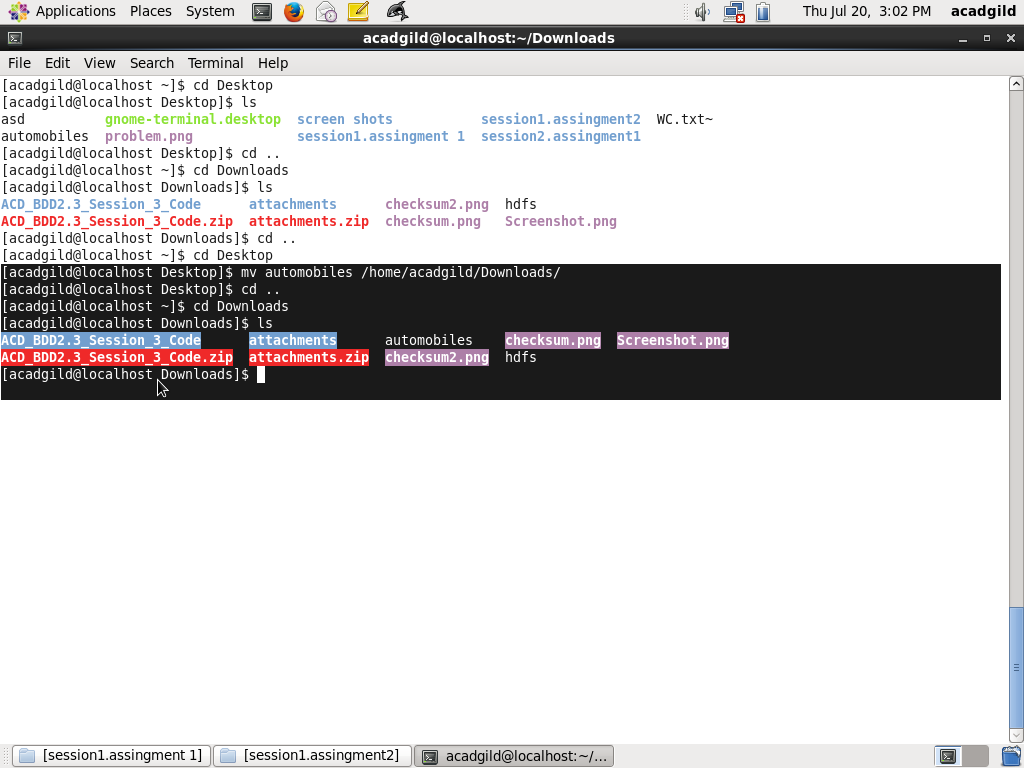 Applications Places System Thu Jul 20, 3:02 PM acadgild
acadgild@localhost:~/Downloads
File Edit View Search Terminal Help
[acadgild@localhost ~]$ cd Desktop
[acadgild@localhost Desktop]$ ls
asd gnome-terminal.desktop screen shots session1.assingment2 WC.txt~
automobiles problem.png session1.assingment 1 session2.assingment1
[acadgild@localhost Desktop]$ cd ..
[acadgild@localhost ~]$ cd Downloads
[acadgild@localhost Downloads]$ ls
ACD_BDD2.3_Session_3_Code attachments checksum2.png hdfs
ACD_BDD2.3_Session_3_Code.zip attachments.zip checksum.png Screenshot.png
[acadgild@localhost Downloads]$ cd ..
[acadgild@localhost ~]$ cd Desktop
[acadgild@localhost Desktop]$ mv automobiles /home/acadgild/Downloads/
[acadgild@localhost Desktop]$ cd ..
[acadgild@localhost ~]$ cd Downloads
[acadgild@localhost Downloads]$ ls
ACD_BDD2.3_Session_3_Code attachments automobiles checksum.png Screenshot.png
ACD_BDD2.3_Session_3_Code.zip attachments.zip checksum2.png hdfs
[acadgild@localhost Downloads]$
[session1.assingment 1] [session1.assingment2] acadgild@localhost:~/...